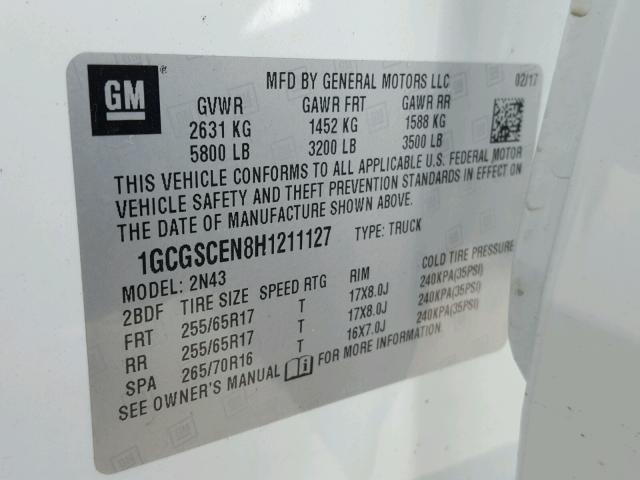 GM ® MFD BY GENERAL MOTORS LLC 02/17
GVWR GAWR FRT GAWR RR
2631 KG 1452 KG 1588 KG
5800 LB 3200 LB 3500 LB
THIS VEHICLE CONFORMS TO ALL APPLICABLE U.S. FEDERAL MOTOR
VEHICLE SAFETY AND THEFT PREVENTION STANDARDS IN EFFECT ON
THE DATE OF MANUFACTURE SHOWN ABOVE.
1GCGSCEN8H1211127 TYPE: TRUCK
MODEL: 2N43
2BDF TIRE SIZE SPEED RTG RIM COLD TIRE PRESSURE
FRT 255/65R17 T 17X8.0J 240KPA(35PSI)
RR 255/65R17 T 17X8.0J 240KPA(35PSI)
SPA 265/70R16 T 16X7.0J 240KPA(35PSI)
SEE OWNER'S MANUAL FOR MORE INFORMATION.